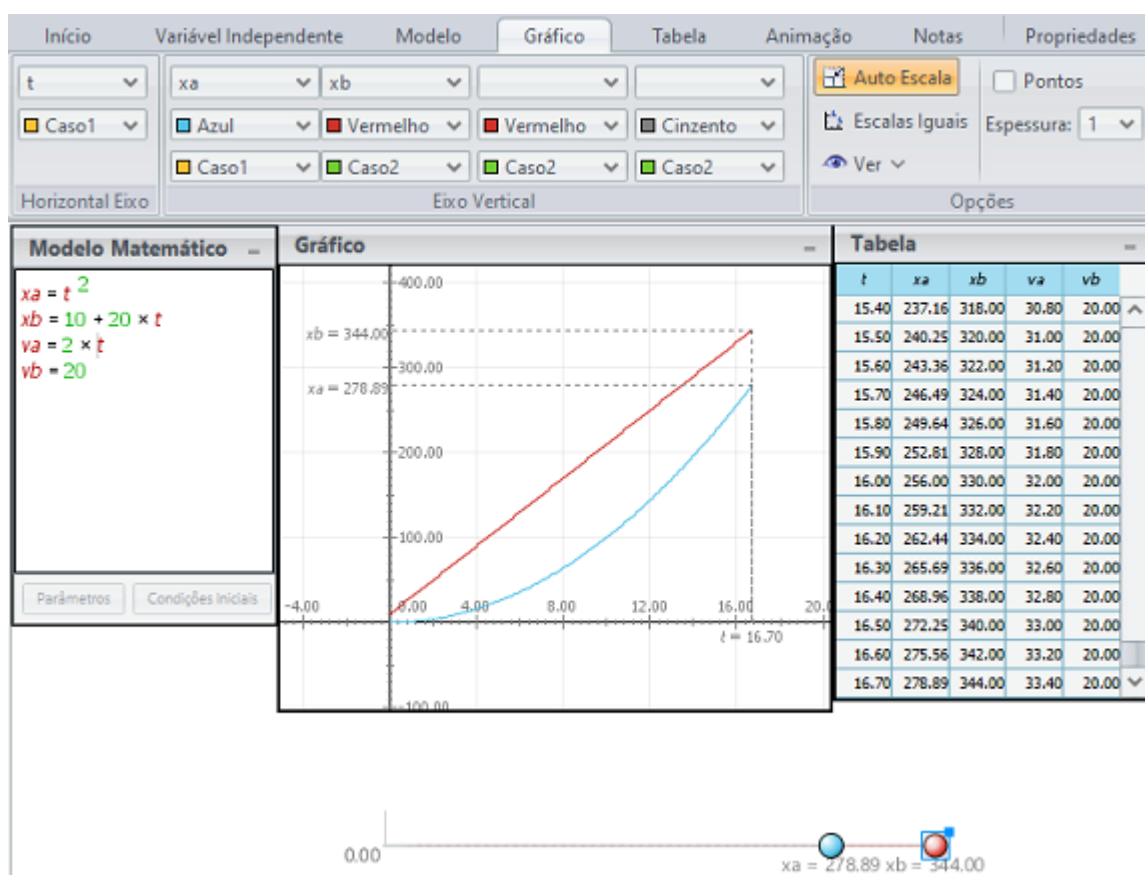 Início Variável Independente Modelo Gráfico Tabela Animação Notas Propriedades
t xa xb Auto Escala Pontos
Caso1 Azul Vermelho Vermelho Cinzento Escalas Iguais Espessura: 1
Caso1 Caso2 Caso2 Caso2 Ver
Horizontal Eixo Eixo Vertical Opções
Modelo Matemático
xa = t 2
xb = 10 + 20 × t
va = 2 × t
vb = 20
Parâmetros Condições Iniciais
Gráfico
400.00
xb = 344.00
300.00
xa = 278.89
200.00
100.00
-4.00 0.00 4.00 8.00 12.00 16.00 20.0
t = 16.70
-100.00
Tabela
t xa xb va vb
15.40 237.16 318.00 30.80 20.00
15.50 240.25 320.00 31.00 20.00
15.60 243.36 322.00 31.20 20.00
15.70 246.49 324.00 31.40 20.00
15.80 249.64 326.00 31.60 20.00
15.90 252.81 328.00 31.80 20.00
16.00 256.00 330.00 32.00 20.00
16.10 259.21 332.00 32.20 20.00
16.20 262.44 334.00 32.40 20.00
16.30 265.69 336.00 32.60 20.00
16.40 268.96 338.00 32.80 20.00
16.50 272.25 340.00 33.00 20.00
16.60 275.56 342.00 33.20 20.00
16.70 278.89 344.00 33.40 20.00
0.00
xa = 278.89 xb = 344.00